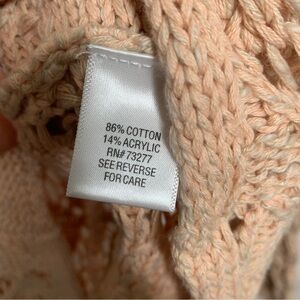 86% COTTON
14% ACRYLIC
RN# 73277
SEE REVERSE
FOR CARE